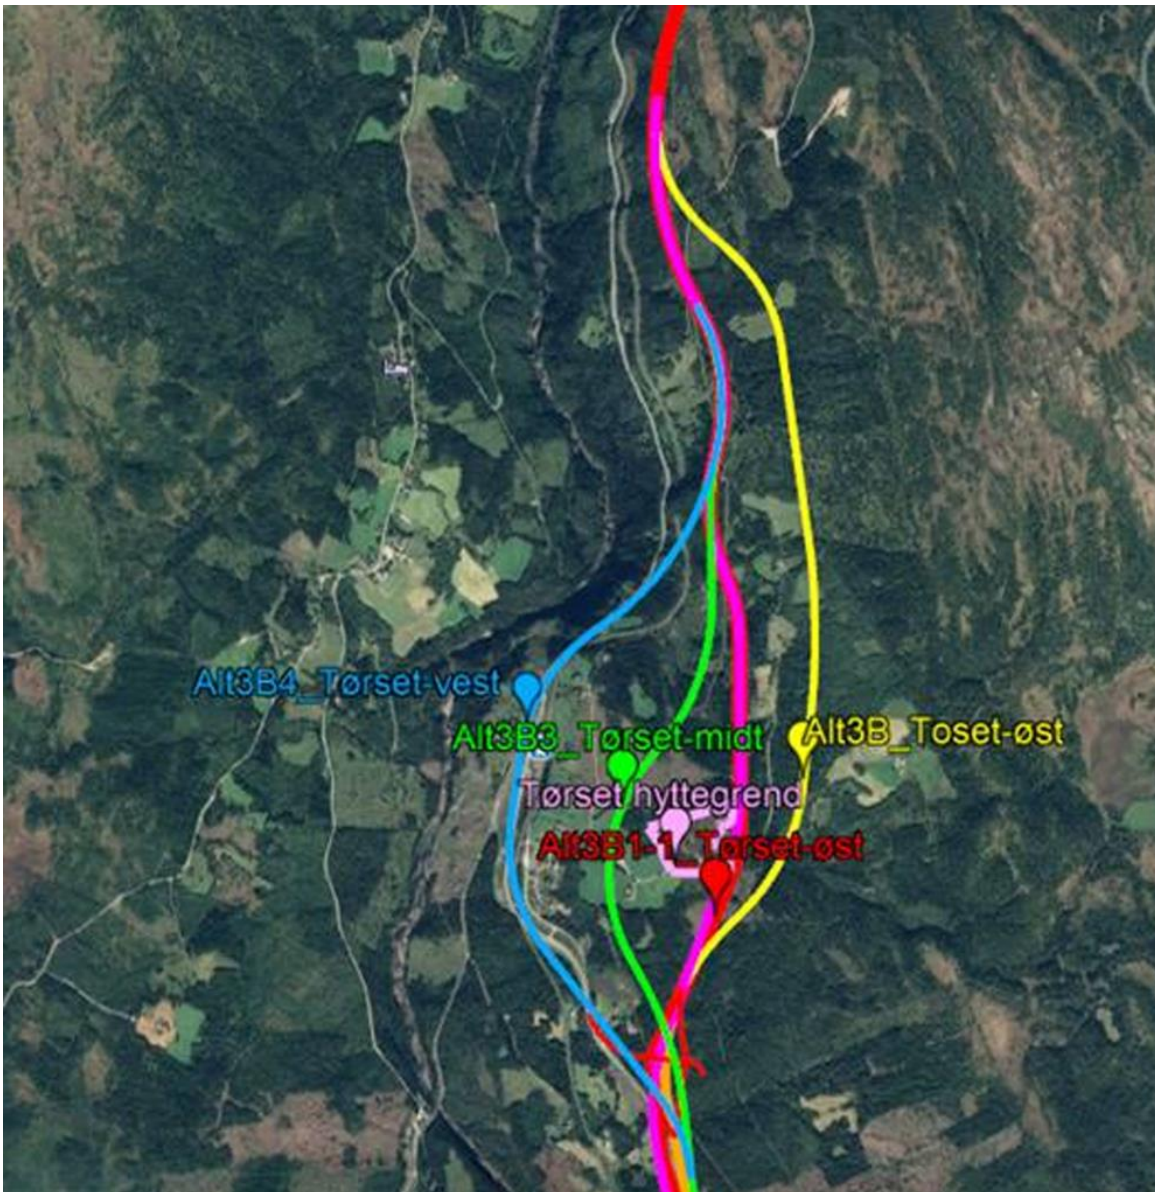 Alt3B4_Tørset-vest
Alt3B3_Tørset-midt
Alt3B_Toset-øst
Tørset hyttegrend
Alt3B1-1_Tørset-øst